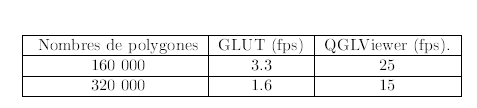 Nombres de polygones GLUT (fps) QGLViewer (fps).
160 000 3.3 25
320 000 1.6 15